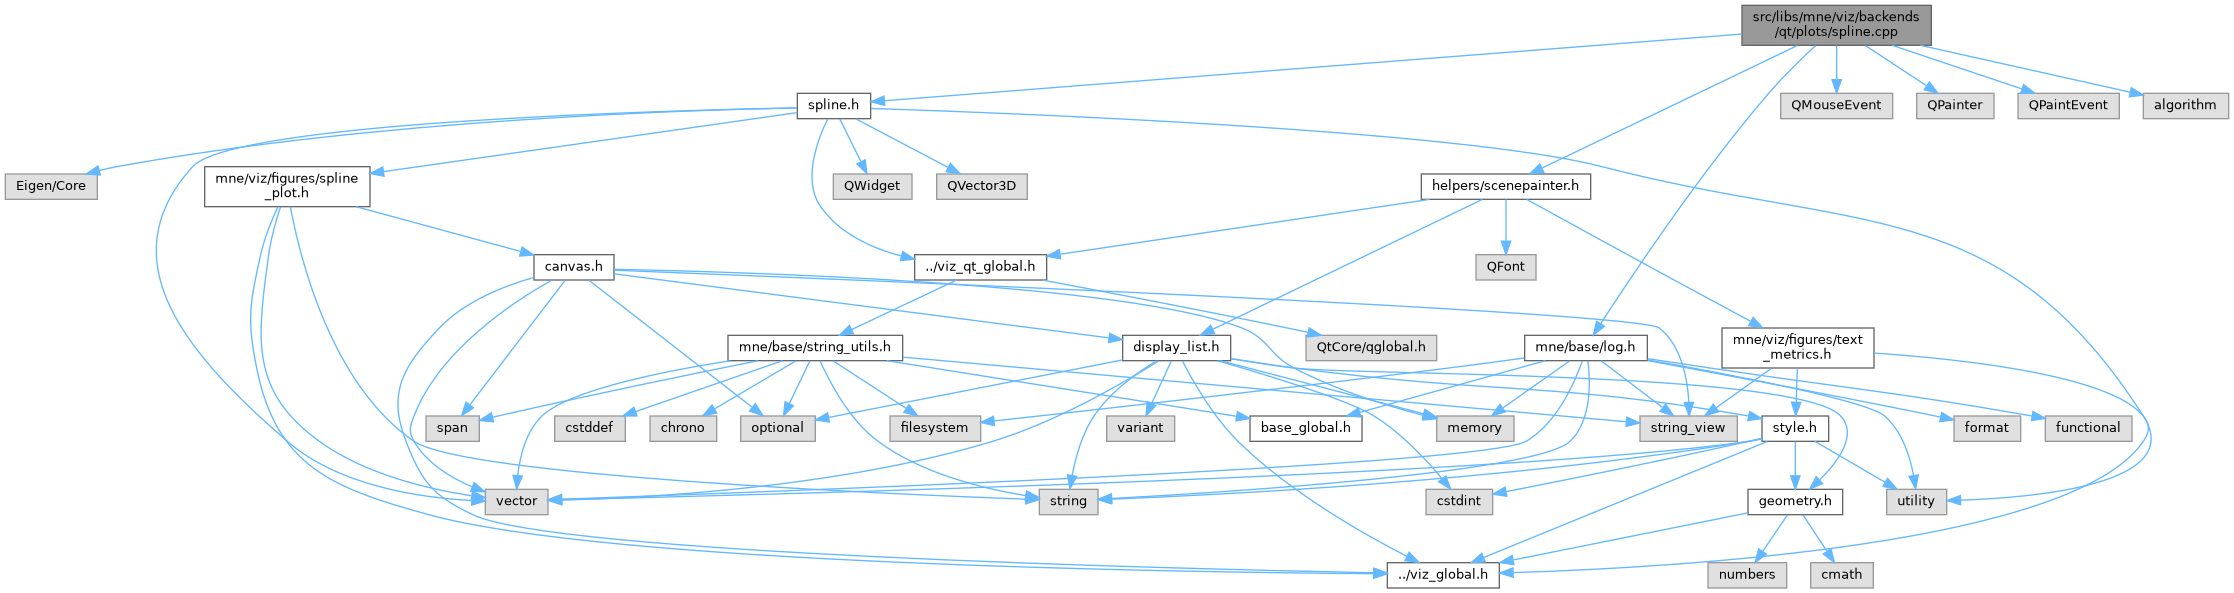 src/libs/mne/viz/backends
/qt/plots/spline.cpp
spline.h
QMouseEvent
QPainter
QPaintEvent
algorithm
Eigen/Core
mne/viz/figures/spline
_plot.h
QWidget
QVector3D
helpers/scenepainter.h
canvas.h
../viz_qt_global.h
QFont
mne/base/string_utils.h
display_list.h
QtCore/qglobal.h
mne/base/log.h
mne/viz/figures/text
_metrics.h
span
cstddef
chrono
optional
filesystem
variant
base_global.h
memory
string_view
style.h
format
functional
vector
string
cstdint
geometry.h
utility
../viz_global.h
numbers
cmath